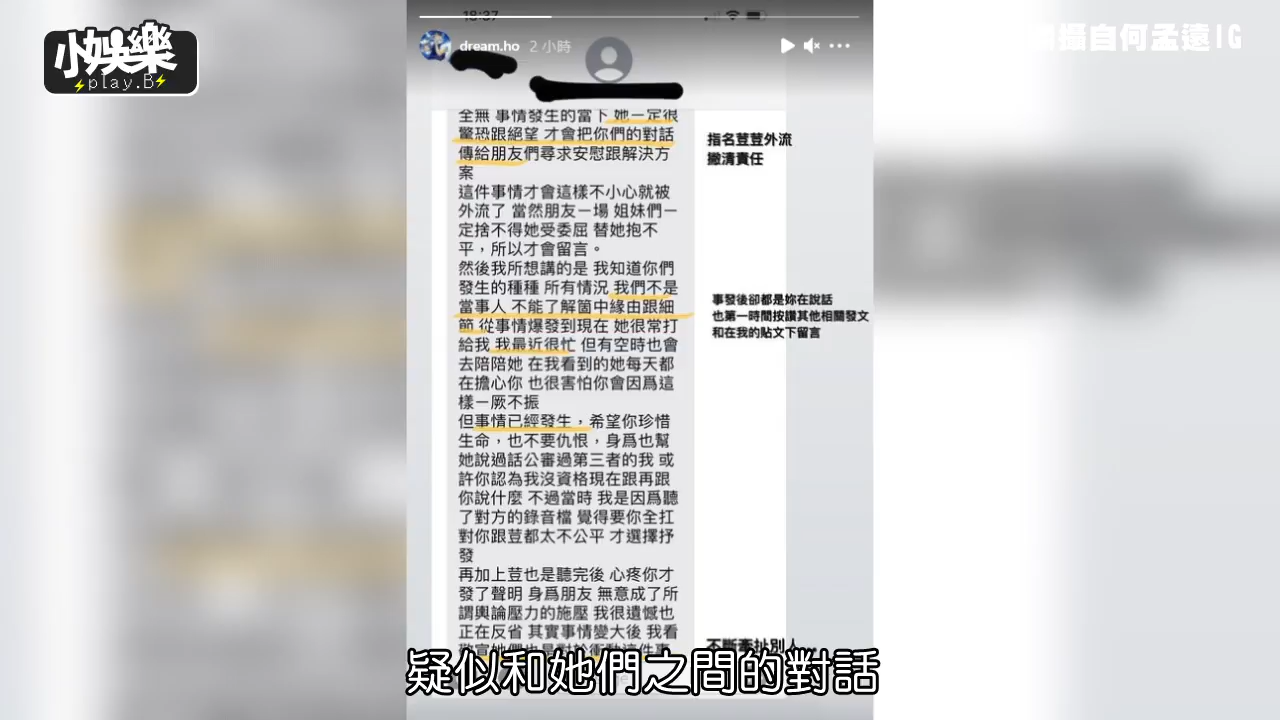 小娛樂
play.B
18:37
翻攝自何孟遠IG
dream.ho 2 小時
全無 事情發生的當下 她一定很
驚恐跟絕望 才會把你們的對話
傳給朋友們尋求安慰跟解決方
案
這件事情才會這樣不小心就被
外流了 當然朋友一場 姐妹們一
定捨不得她受委屈 替她抱不
平，所以才會留言。
然後我所想講的是 我知道你們
發生的種種 所有情況 我們不是
當事人 不能了解箇中緣由跟細
節 從事情爆發到現在 她很常打
給我 我最近很忙 但有空時也會
去陪陪她 在我看到的她每天都
在擔心你 也很害怕你會因爲這
樣一厥不振
但事情已經發生，希望你珍惜
生命，也不要仇恨，身爲也幫
她說過話公審過第三者的我 或
許你認為我沒資格現在跟再跟
你說什麼 不過當時 我是因爲聽
了對方的錄音檔 覺得要你全扛
對你跟荳都太不公平 才選擇抒
發
再加上荳也是聽完後 心疼你才
發了聲明 身爲朋友 無意成了所
謂輿論壓力的施壓 我很遺憾也
正在反省 其實事情變大後 我看
指名荳荳外流
撇清責任
事發後卻都是妳在說話
也第一時間按讚其他相關發文
和在我的貼文下留言
不斷牽扯別人...
疑似和她們之間的對話